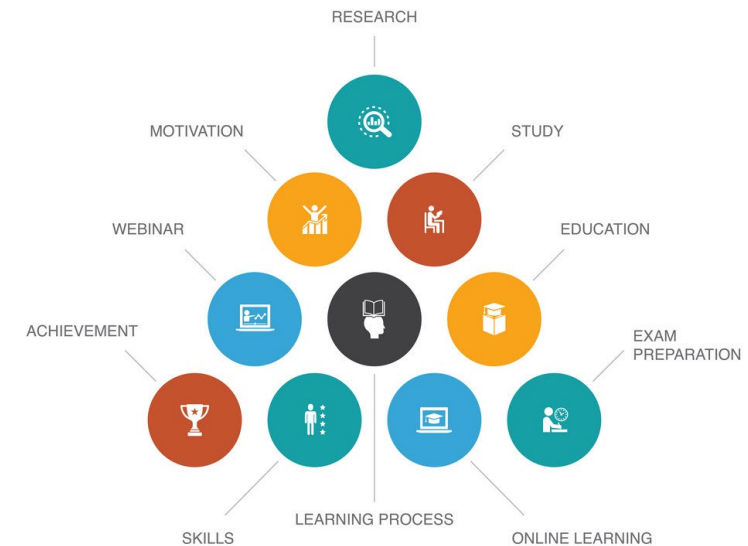 RESEARCH
MOTIVATION
STUDY
WEBINAR
EDUCATION
ACHIEVEMENT
EXAM
PREPARATION
LEARNING PROCESS
SKILLS
ONLINE LEARNING